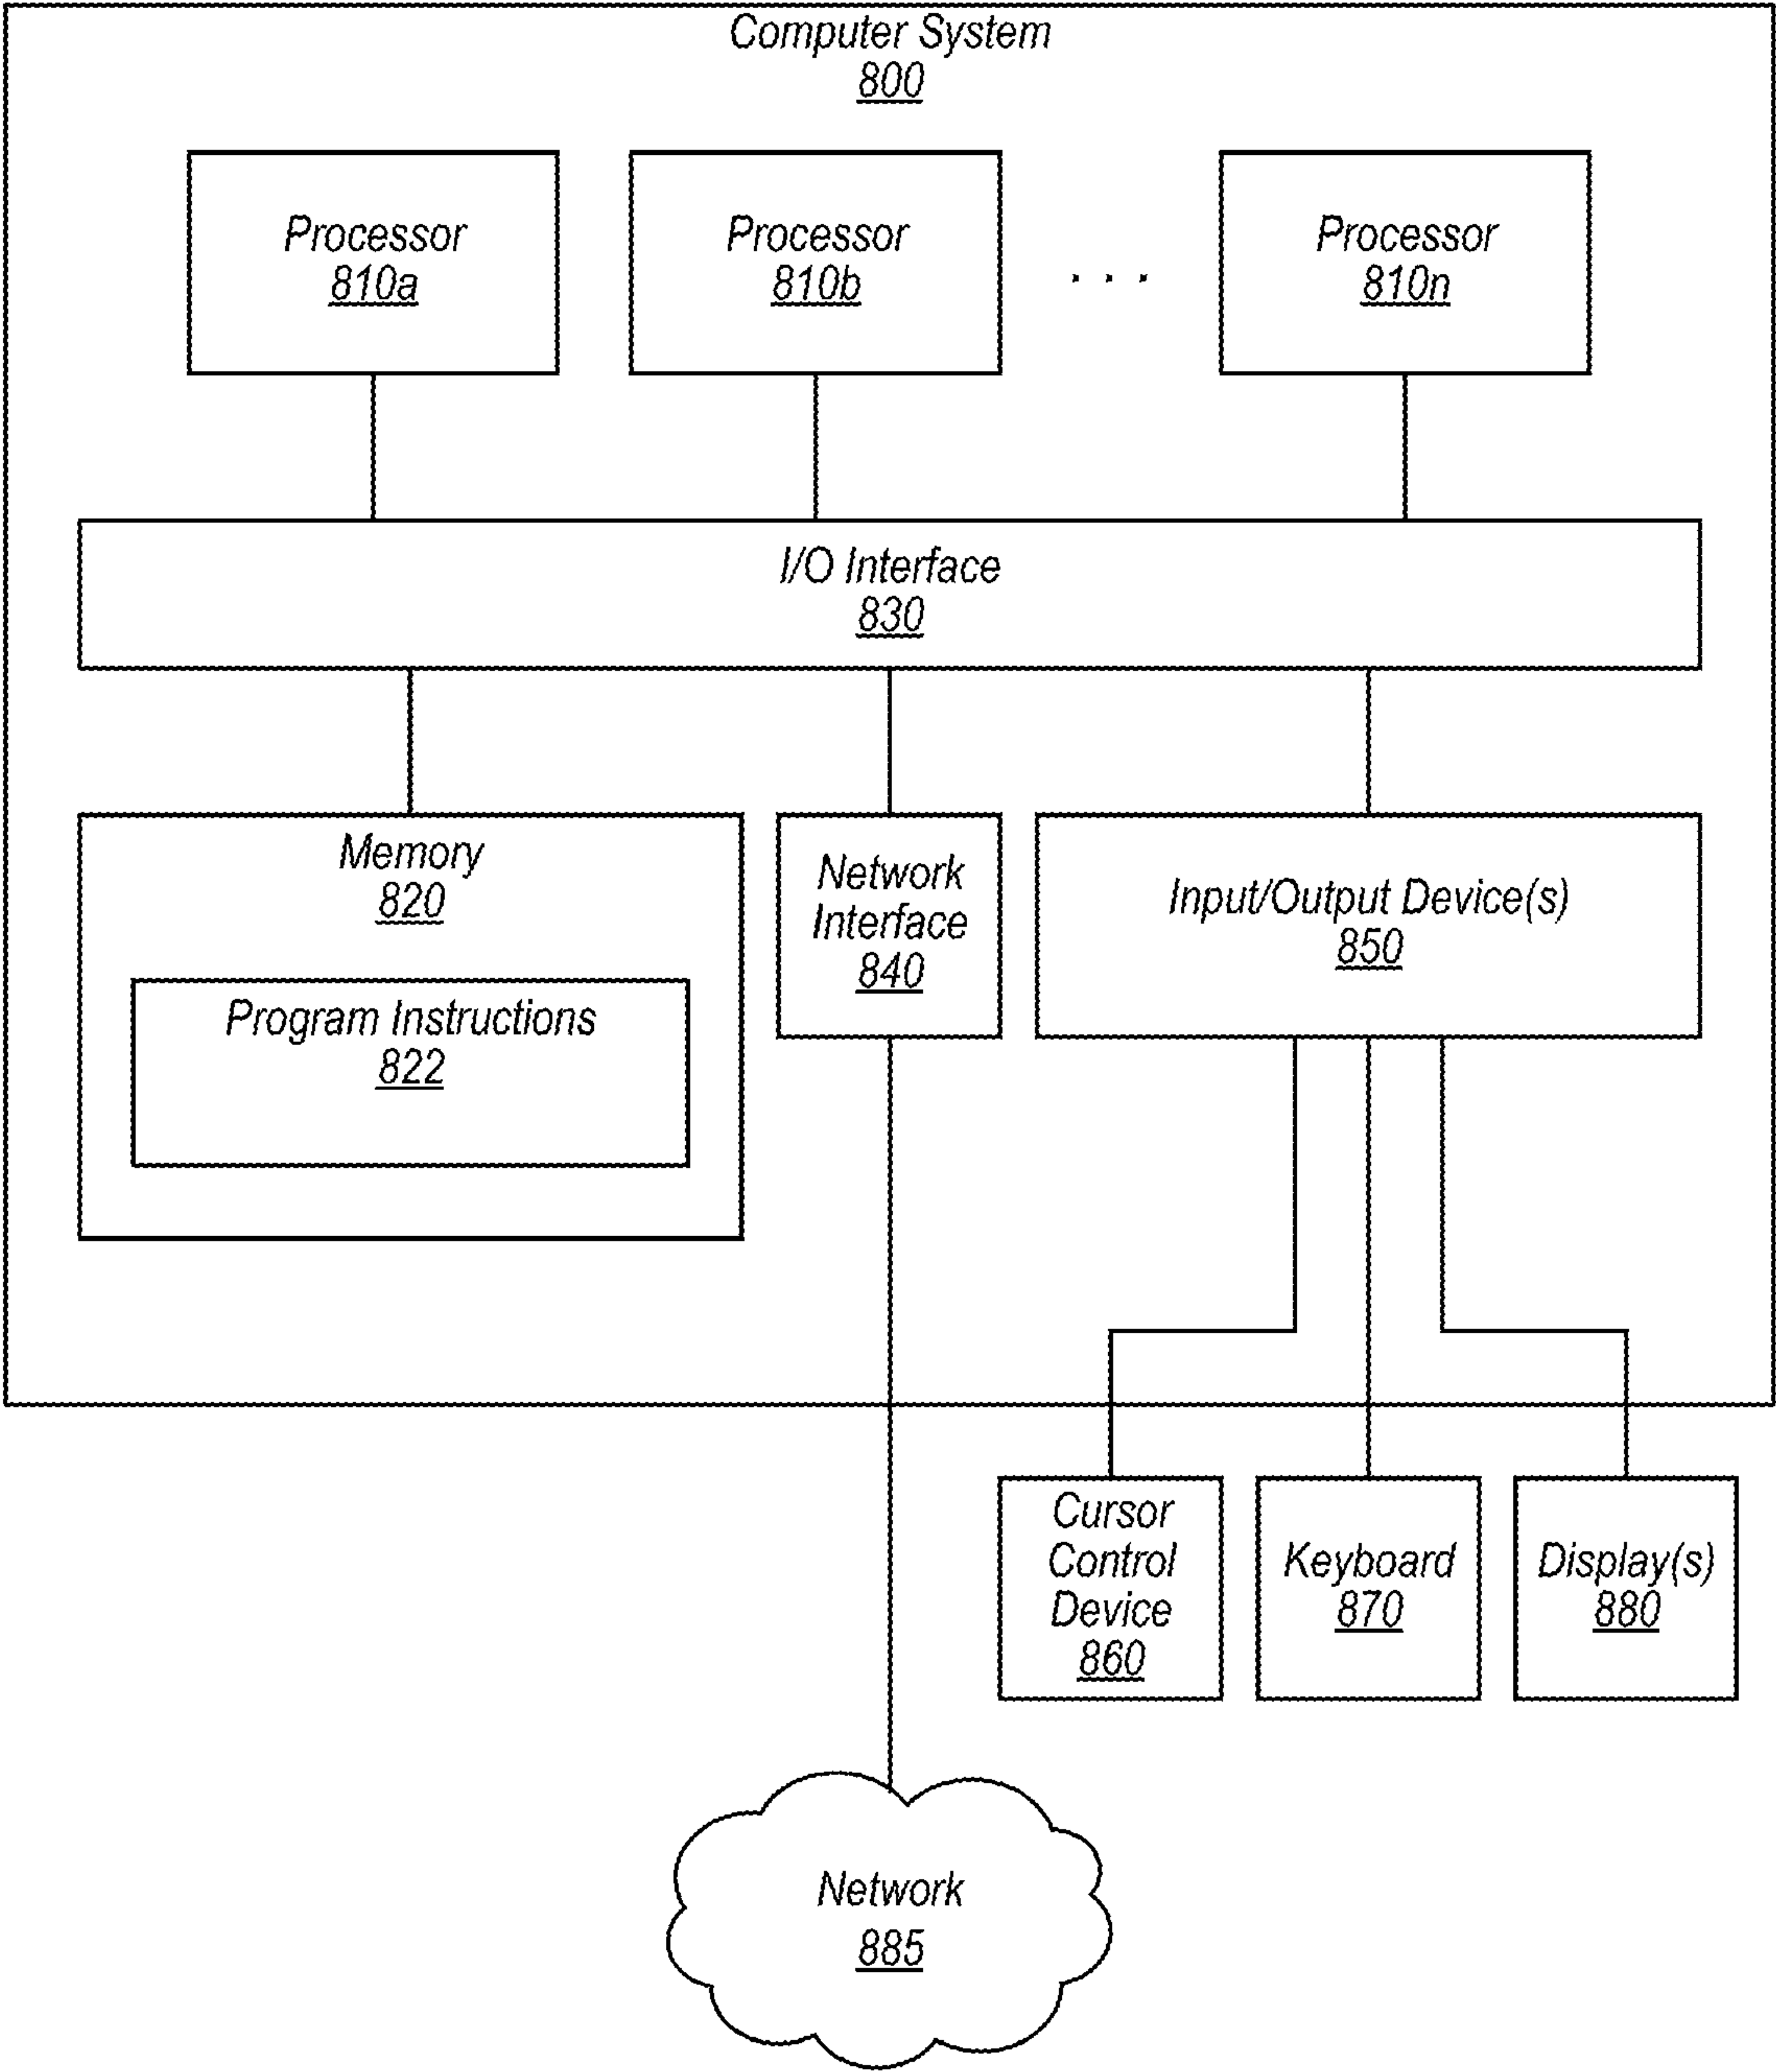 Computer System
800
Processor
810a
Processor
810b
. . .
Processor
810n
I/O Interface
830
Memory
820
Program Instructions
822
Network
Interface
840
Input/Output Device(s)
850
Cursor
Control
Device
860
Keyboard
870
Display(s)
880
Network
885